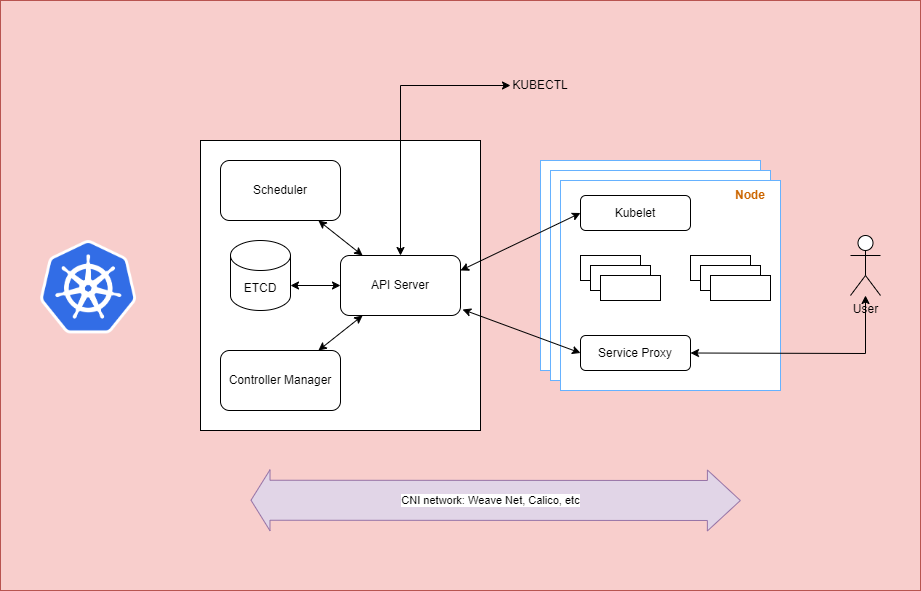 KUBECTL
Scheduler
ETCD
API Server
Controller Manager
Node
Kubelet
Service Proxy
User
CNI network: Weave Net, Calico, etc